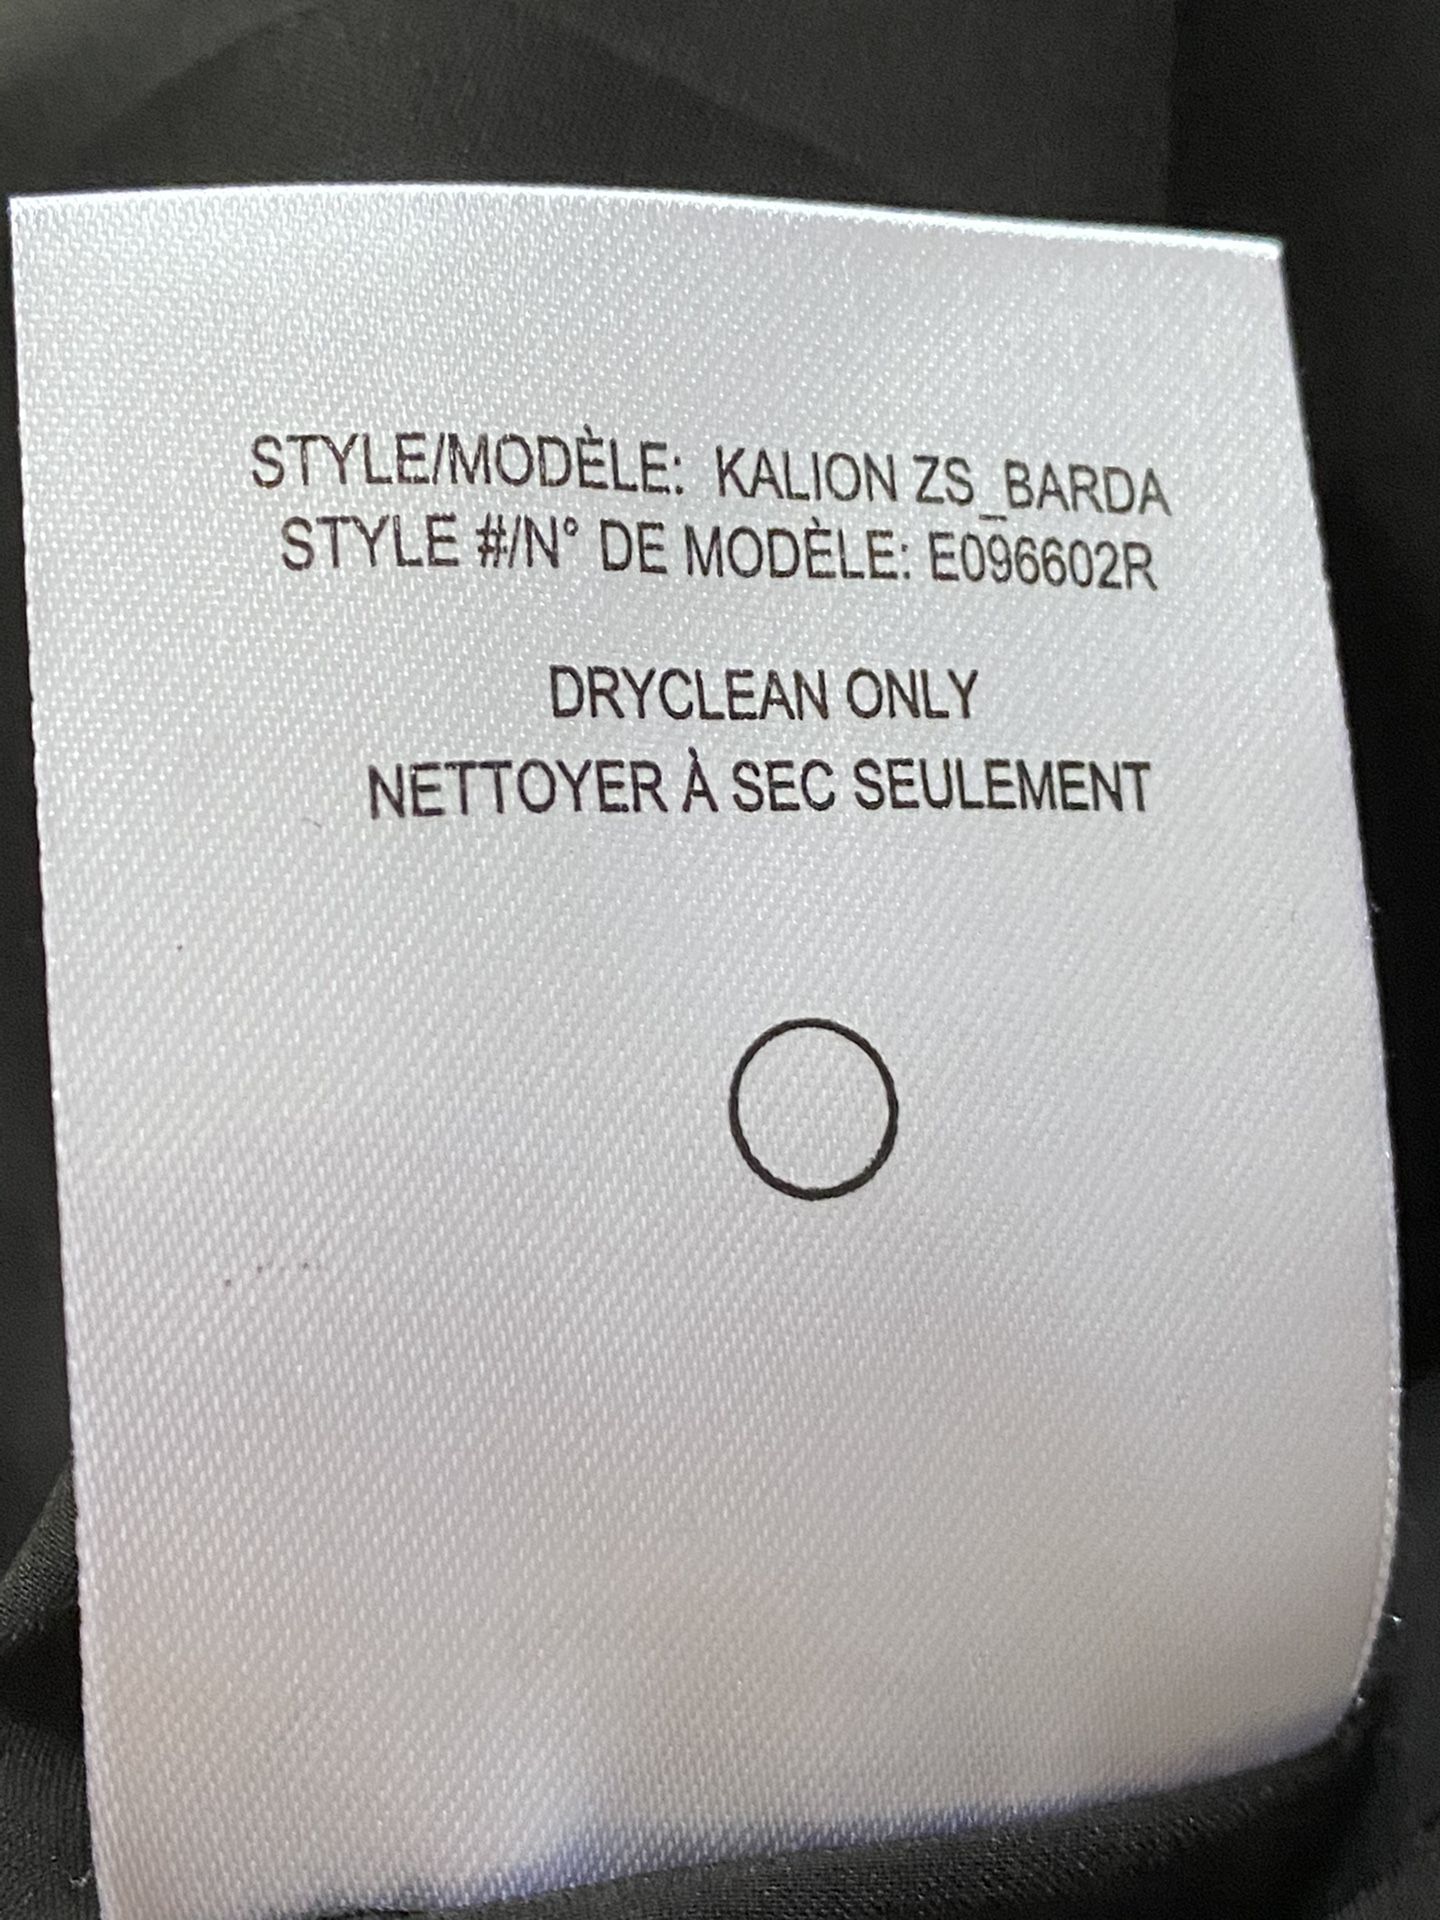 STYLE/MODÈLE: KALION ZS_BARDA
STYLE #/N° DE MODÈLE: E096602R
DRYCLEAN ONLY
NETTOYER À SEC SEULEMENT